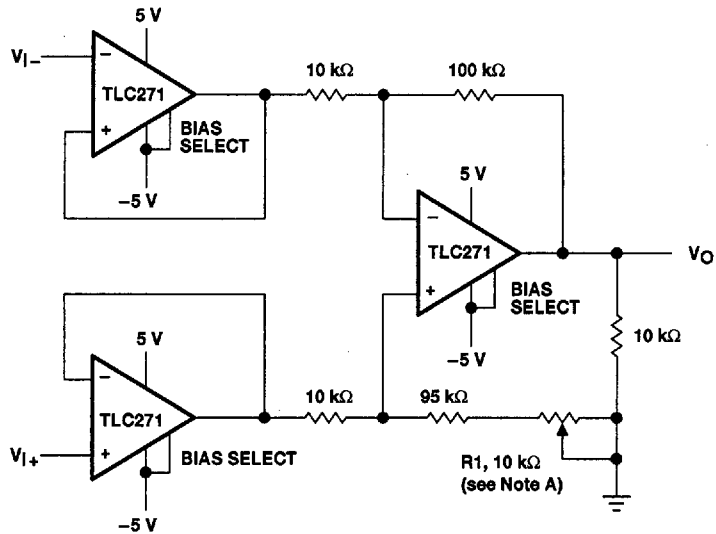 5 V
VI–
−
TLC271
+
BIAS
SELECT
−5 V
10 kΩ
100 kΩ
5 V
−
TLC271
+
BIAS
SELECT
−5 V
VO
10 kΩ
5 V
−
TLC271
VI+
+
BIAS SELECT
−5 V
10 kΩ
95 kΩ
R1, 10 kΩ
(see Note A)